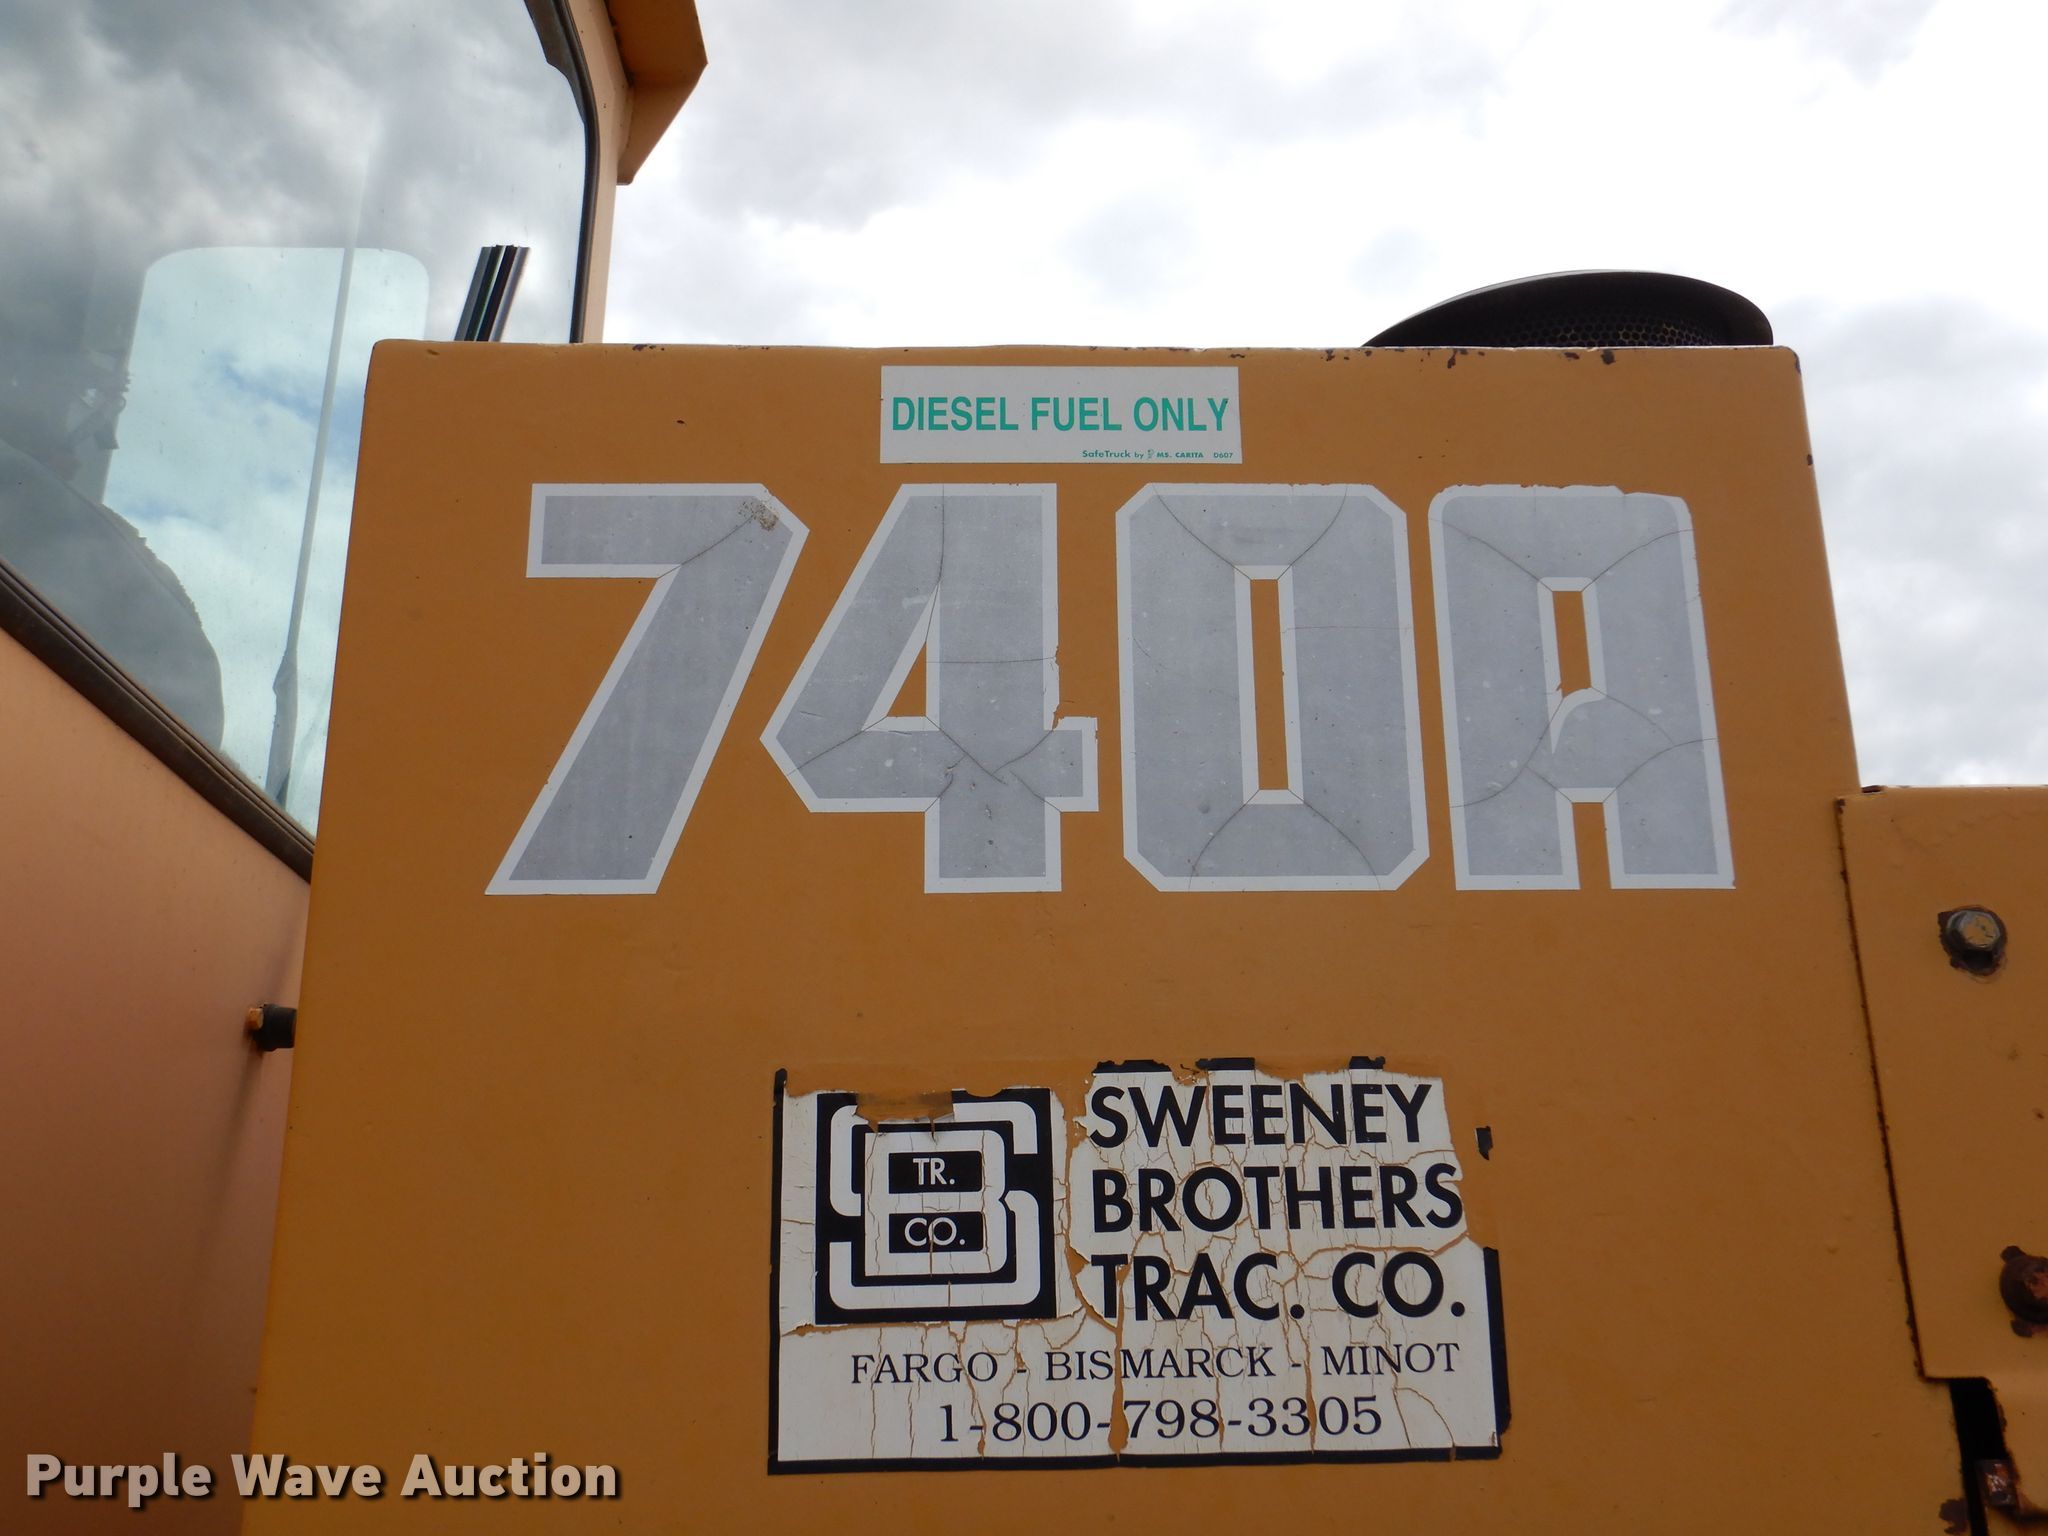 DIESEL FUEL ONLY
SafeTruck by MS. CARITA D607
740A
TR.
CO.
SWEENEY
BROTHERS
TRAC. CO.
FARGO - BISMARCK - MINOT
1-800-798-3305
Purple Wave Auction